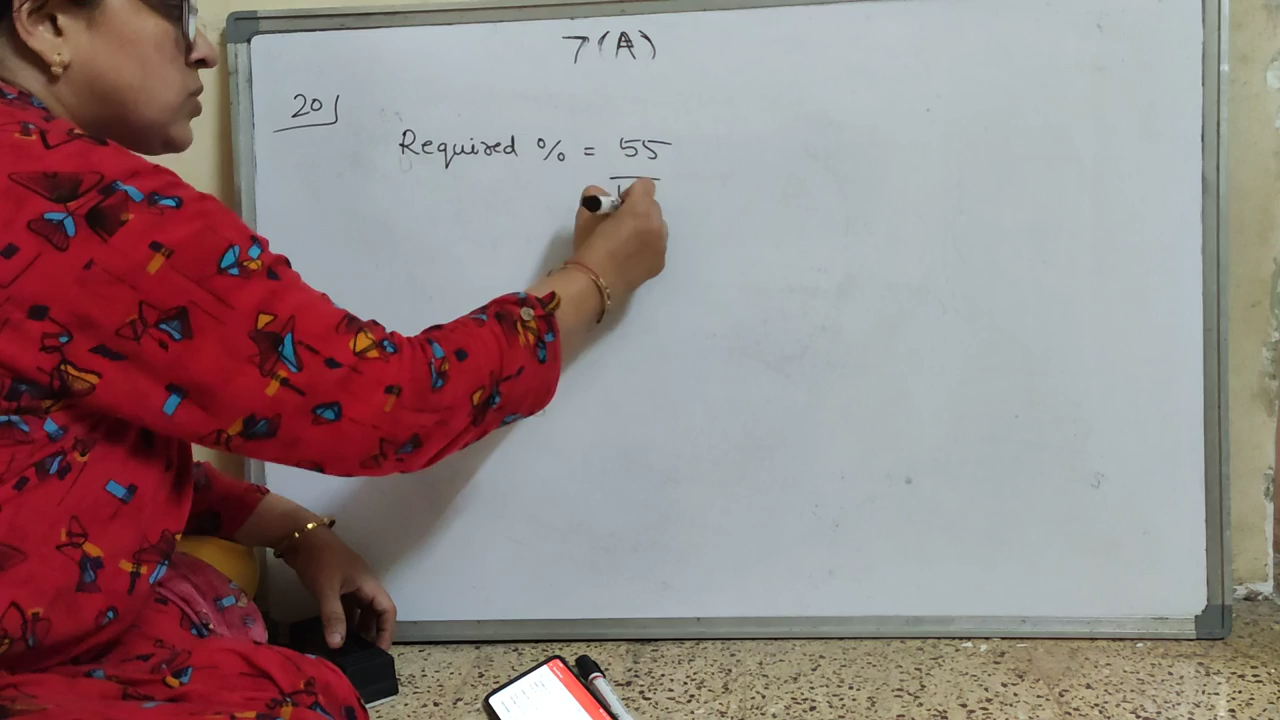 7(A)
20)
Required % = 55